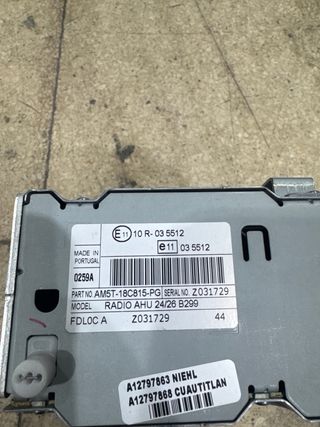 E11 10 R- 03 5512
e11 03 5512
MADE IN
PORTUGAL
0259A
PART NO. AM5T-18C815-PG SERIAL NO. Z031729
MODEL RADIO AHU 24/26 B299
FDL0C A Z031729 44
A12797863 NIEHL
A12797868 CUAUTITLAN